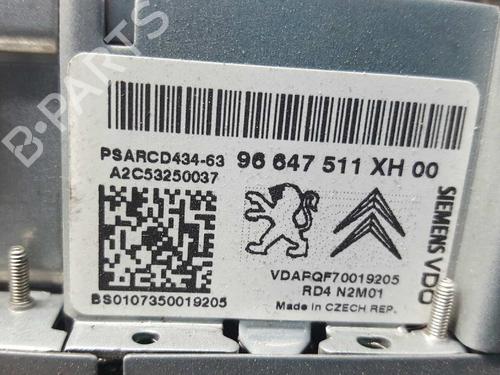 PSARCD434-63 96 647 511 XH 00
A2C53250037
SIEMENS VDO
VDAPQF70019205
RD4 N2M01
BS0107350019205
Made in CZECH REP.
B-PARTS